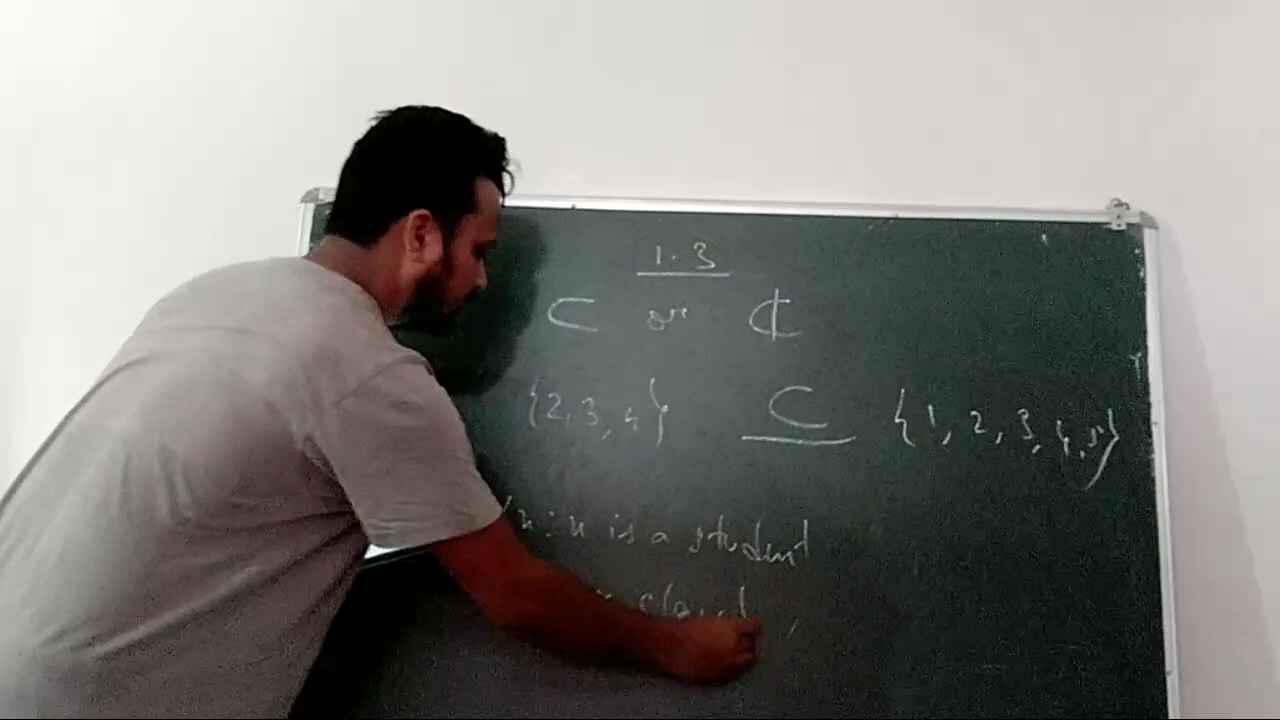 1.3
⊂ or ⊄
{2, 3, 4} ⊂ {1, 2, 3, 4, 5}
{x : x is a student